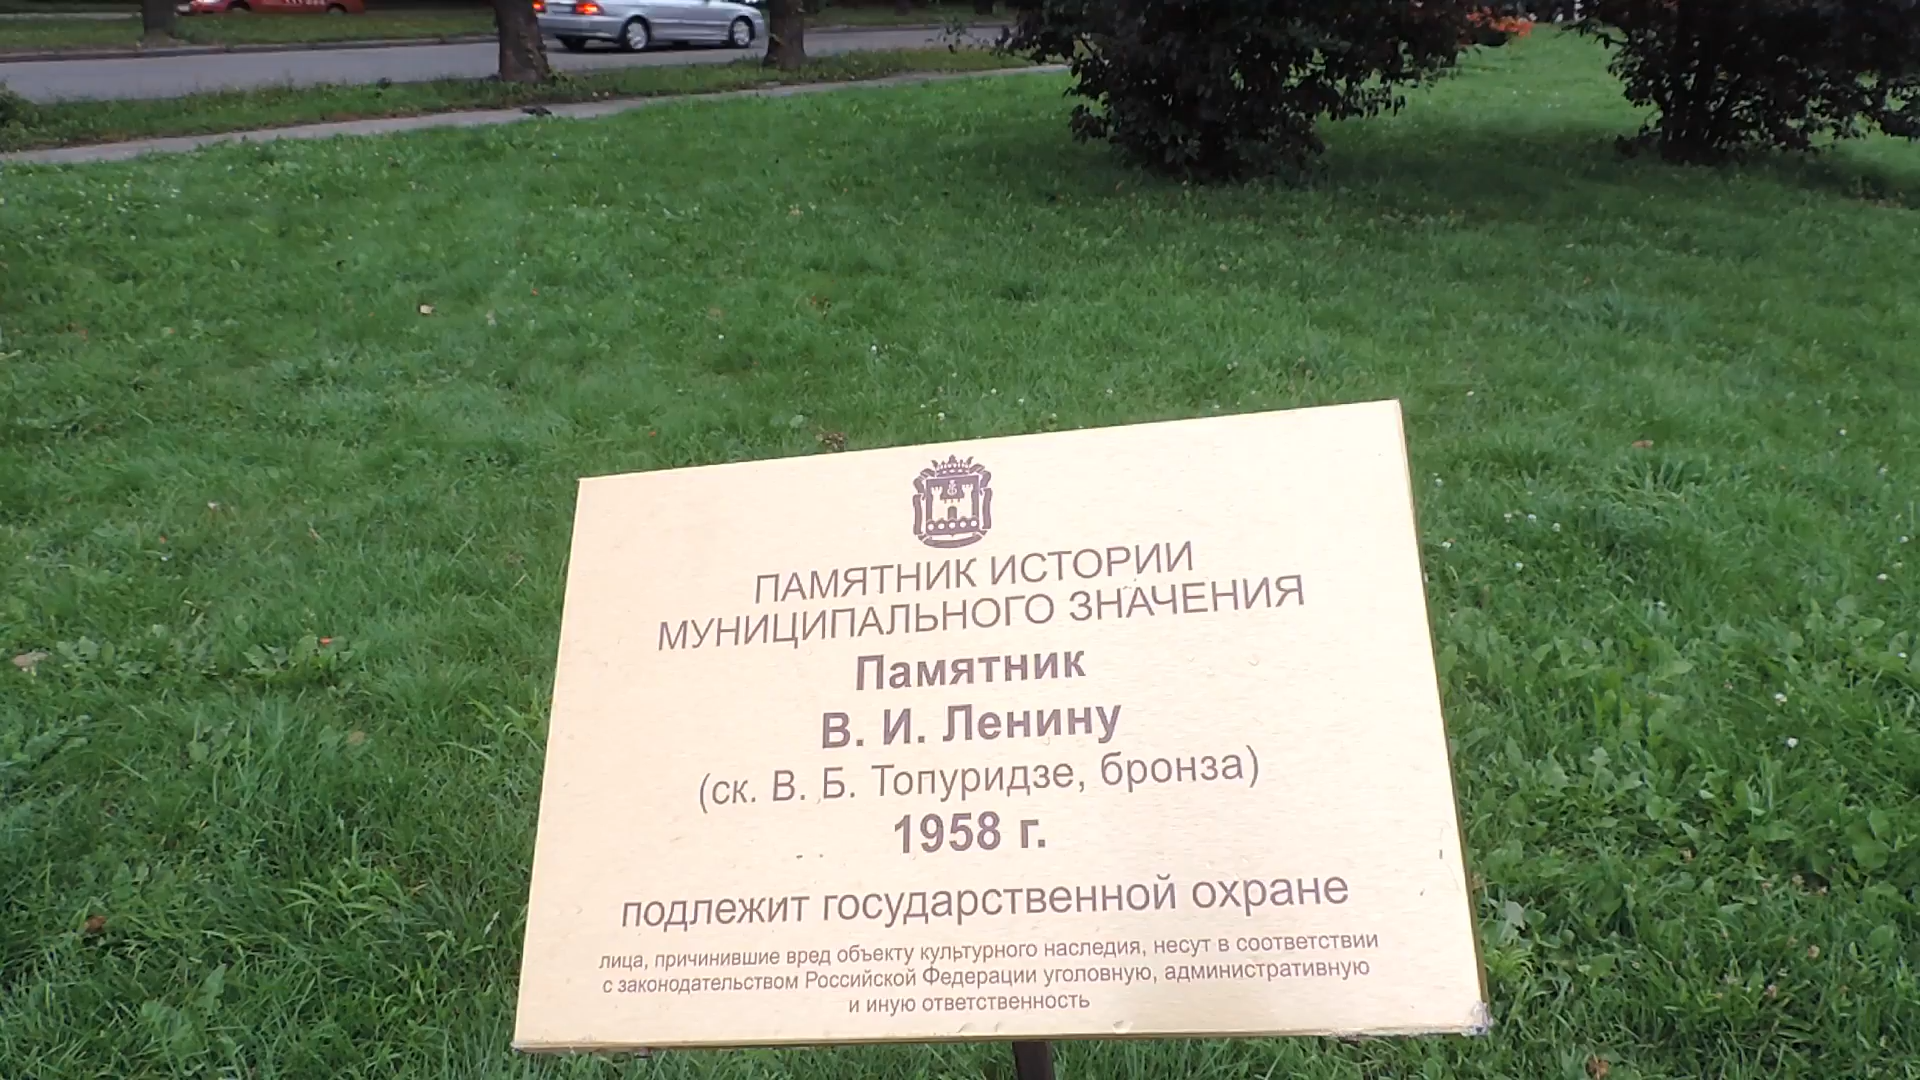 ПАМЯТНИК ИСТОРИИ
МУНИЦИПАЛЬНОГО ЗНАЧЕНИЯ
Памятник
В. И. Ленину
(ск. В. Б. Топуридзе, бронза)
1958 г.
подлежит государственной охране
лица, причинившие вред объекту культурного наследия, несут в соответствии
с законодательством Российской Федерации уголовную, административную
и иную ответственность